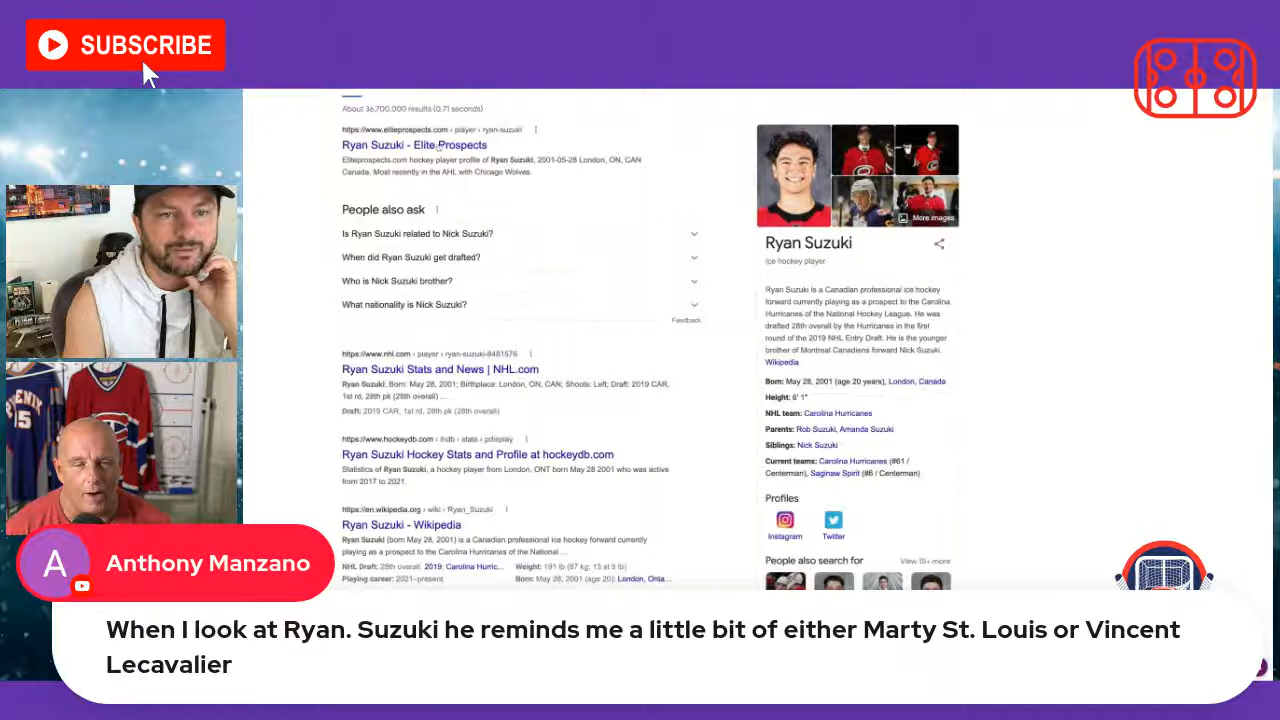 SUBSCRIBE
About 36,700,000 results (0.71 seconds)
https://www.eliteprospects.com › player › ryan-suzuki
Ryan Suzuki - Elite Prospects
Eliteprospects.com hockey player profile of Ryan Suzuki, 2001-05-28 London, ON, CAN
Canada. Most recently in the AHL with Chicago Wolves.
People also ask
Is Ryan Suzuki related to Nick Suzuki?
When did Ryan Suzuki get drafted?
Who is Nick Suzuki brother?
What nationality is Nick Suzuki?
Feedback
https://www.nhl.com › player › ryan-suzuki-8481576
Ryan Suzuki Stats and News | NHL.com
Ryan Suzuki; Born: May 28, 2001; Birthplace: London, ON, CAN; Shoots: Left; Draft: 2019 CAR,
1st rd, 28th pk (28th overall) ....
Draft: 2019 CAR, 1st rd, 28th pk (28th overall)
https://www.hockeydb.com › ihdb › stats › pdisplay
Ryan Suzuki Hockey Stats and Profile at hockeydb.com
Statistics of Ryan Suzuki, a hockey player from London, ONT born May 28 2001 who was active
from 2017 to 2021.
https://en.wikipedia.org › wiki › Ryan_Suzuki
Ryan Suzuki - Wikipedia
Ryan Suzuki (born May 28, 2001) is a Canadian professional ice hockey forward currently
playing as a prospect to the Carolina Hurricanes of the National ...
NHL Draft: 28th overall, 2019; Carolina Hurric... Weight: 191 lb (87 kg; 13 st 9 lb)
Playing career: 2021–present Born: May 28, 2001 (age 20); London, Onta...
More images
Ryan Suzuki
Ice hockey player
Ryan Suzuki is a Canadian professional ice hockey
forward currently playing as a prospect to the Carolina
Hurricanes of the National Hockey League. He was
drafted 28th overall by the Hurricanes in the first
round of the 2019 NHL Entry Draft. He is the younger
brother of Montreal Canadiens forward Nick Suzuki.
Wikipedia
Born: May 28, 2001 (age 20 years), London, Canada
Height: 6′ 1″
NHL team: Carolina Hurricanes
Parents: Rob Suzuki, Amanda Suzuki
Siblings: Nick Suzuki
Current teams: Carolina Hurricanes (#61 /
Centerman), Saginaw Spirit (#6 / Centerman)
Profiles
Instagram Twitter
People also search for View 15+ more
15
A Anthony Manzano
When I look at Ryan. Suzuki he reminds me a little bit of either Marty St. Louis or Vincent
Lecavalier